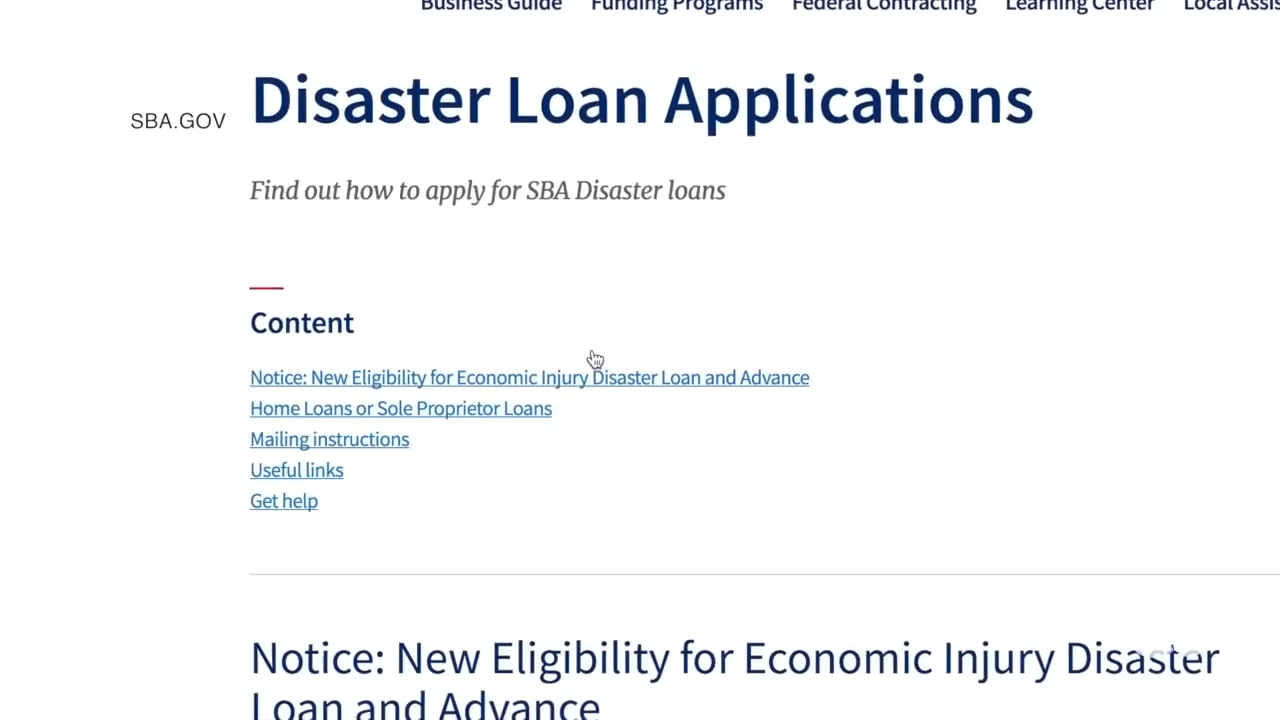 Business Guide Funding Programs Federal Contracting Learning Center Local
SBA.GOV
Disaster Loan Applications
Find out how to apply for SBA Disaster loans
Content
Notice: New Eligibility for Economic Injury Disaster Loan and Advance
Home Loans or Sole Proprietor Loans
Mailing instructions
Useful links
Get help
Notice: New Eligibility for Economic Injury Disaster
Loan and Advance